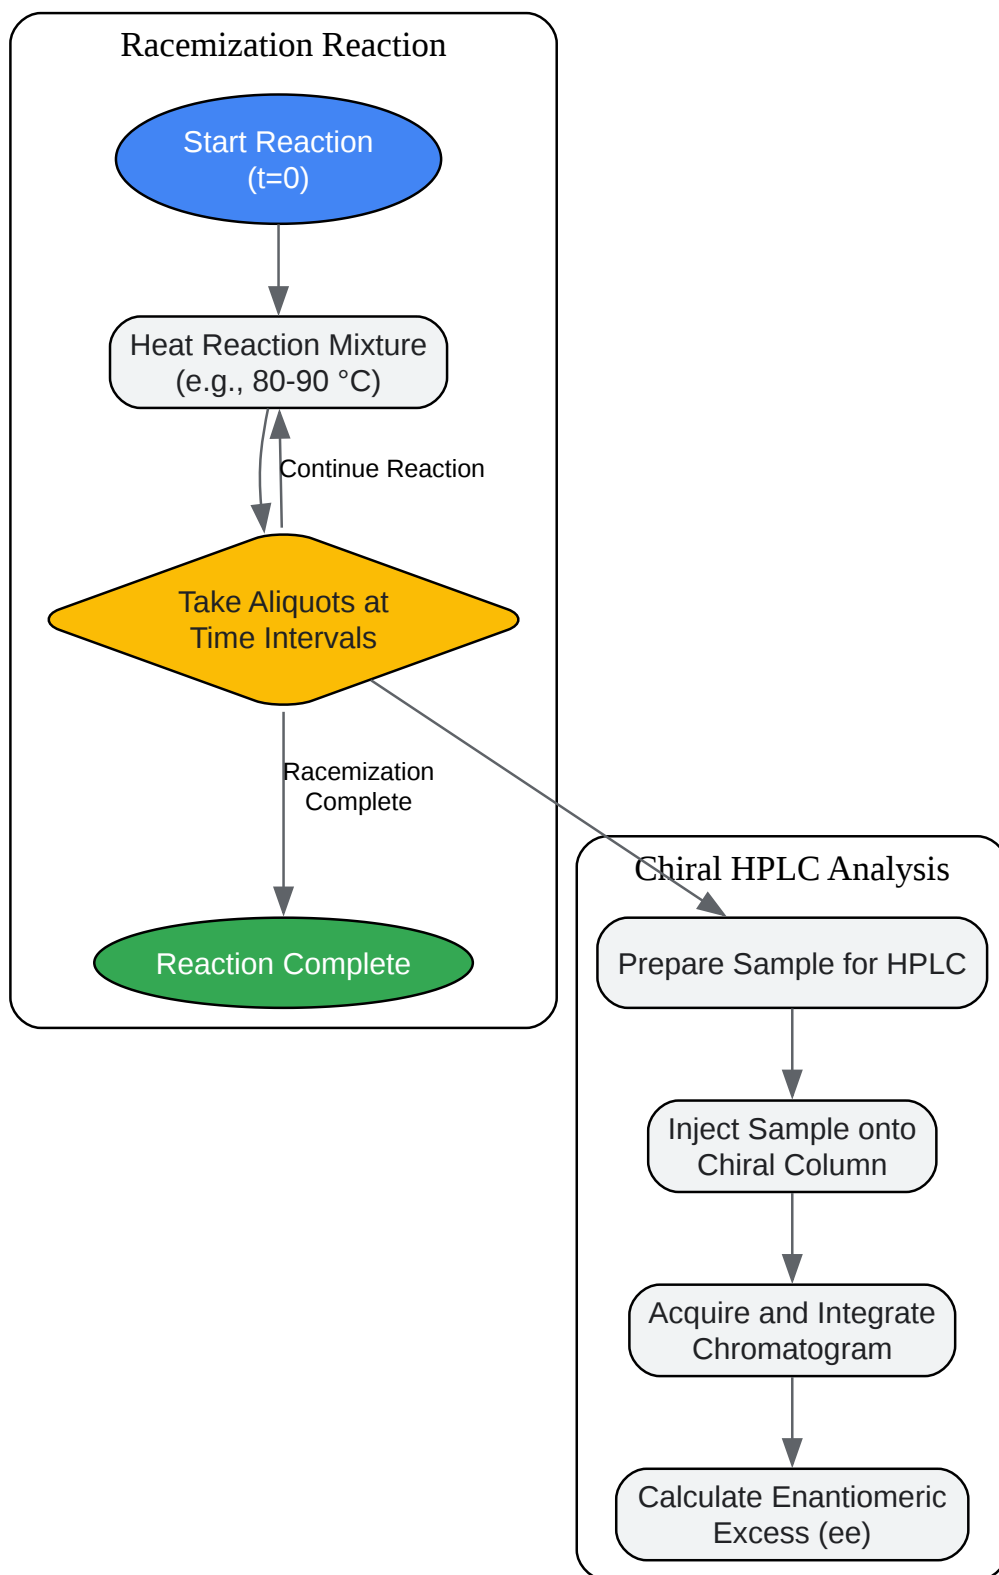 Racemization Reaction
Start Reaction
(t=0)
Heat Reaction Mixture
(e.g., 80-90 °C)
Continue Reaction
Take Aliquots at
Time Intervals
Racemization
Complete
Reaction Complete
Chiral HPLC Analysis
Prepare Sample for HPLC
Inject Sample onto
Chiral Column
Acquire and Integrate
Chromatogram
Calculate Enantiomeric
Excess (ee)